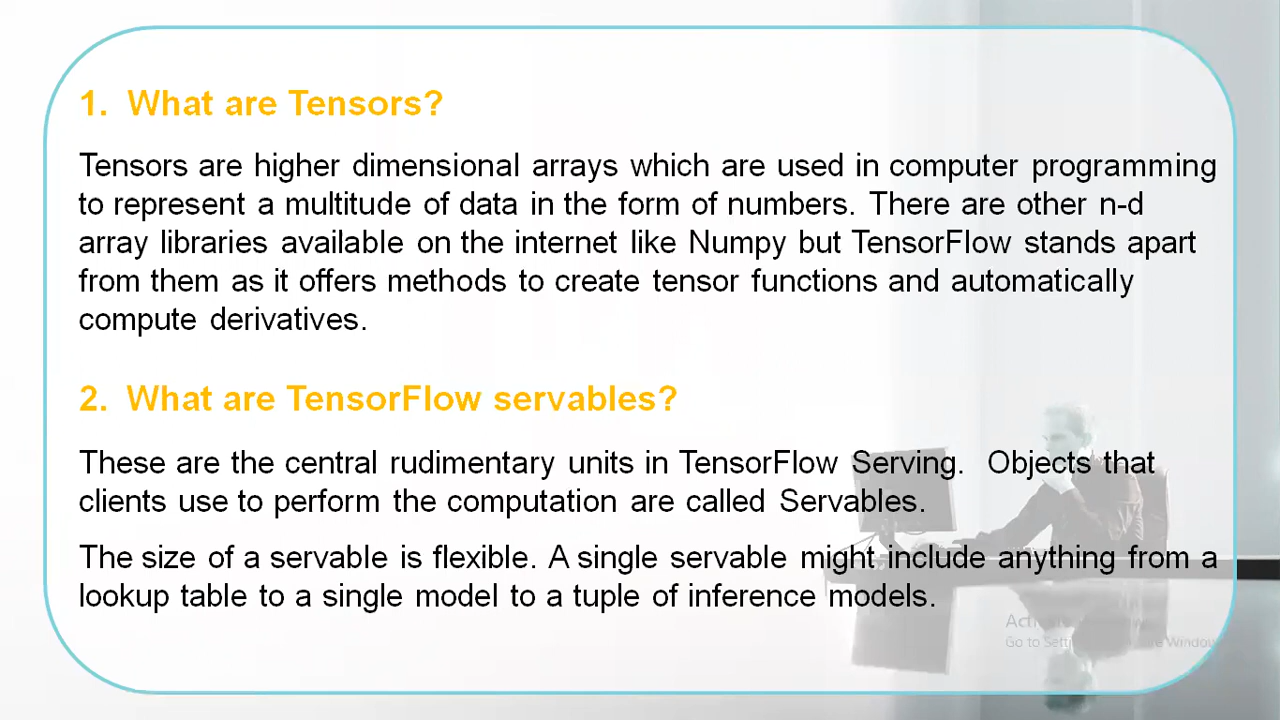 1. What are Tensors?
Tensors are higher dimensional arrays which are used in computer programming
to represent a multitude of data in the form of numbers. There are other n-d
array libraries available on the internet like Numpy but TensorFlow stands apart
from them as it offers methods to create tensor functions and automatically
compute derivatives.
2. What are TensorFlow servables?
These are the central rudimentary units in TensorFlow Serving. Objects that
clients use to perform the computation are called Servables.
The size of a servable is flexible. A single servable might include anything from a
lookup table to a single model to a tuple of inference models.
Go to